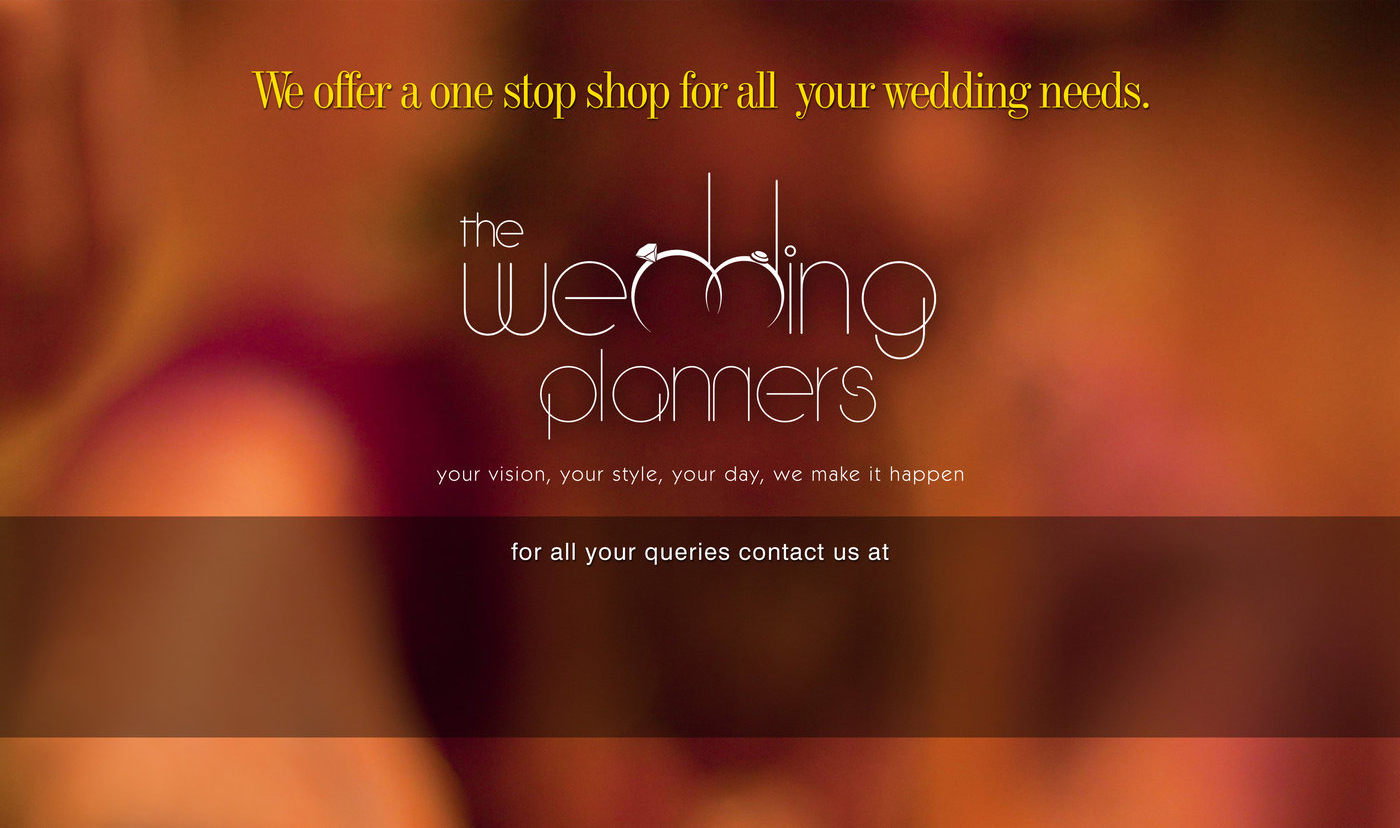 We offer a one stop shop for all  your wedding needs.
the
wedding
planners
your vision, your style, your day, we make it happen
for all your queries contact us at